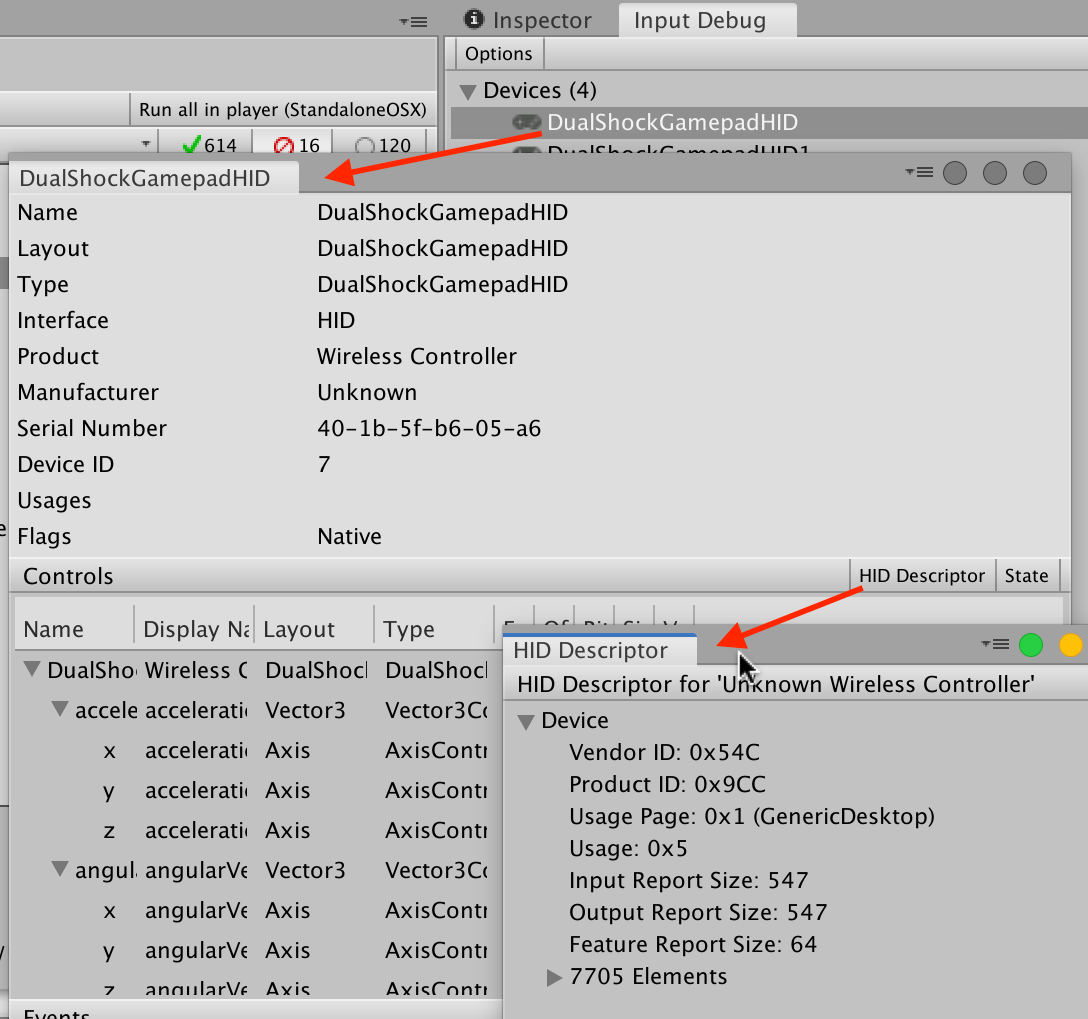 Inspector
Input Debug
Options
Devices (4)
Run all in player (StandaloneOSX)
DualShockGamepadHID
614 16 120
DualShockGamepadHID1
DualShockGamepadHID
Name DualShockGamepadHID
Layout DualShockGamepadHID
Type DualShockGamepadHID
Interface HID
Product Wireless Controller
Manufacturer Unknown
Serial Number 40-1b-5f-b6-05-a6
Device ID 7
Usages
Flags Native
Controls HID Descriptor State
Name Display Na Layout Type
DualSho Wireless C DualShocl DualShocl
accele acceleratio Vector3 Vector3Co
x acceleratio Axis AxisContr
y acceleratio Axis AxisContr
z acceleratio Axis AxisContr
angula angularVe Vector3 Vector3Co
x angularVe Axis AxisContr
y angularVe Axis AxisContr
z angularVe Axis AxisContr
Events
HID Descriptor
HID Descriptor for 'Unknown Wireless Controller'
Device
Vendor ID: 0x54C
Product ID: 0x9CC
Usage Page: 0x1 (GenericDesktop)
Usage: 0x5
Input Report Size: 547
Output Report Size: 547
Feature Report Size: 64
7705 Elements